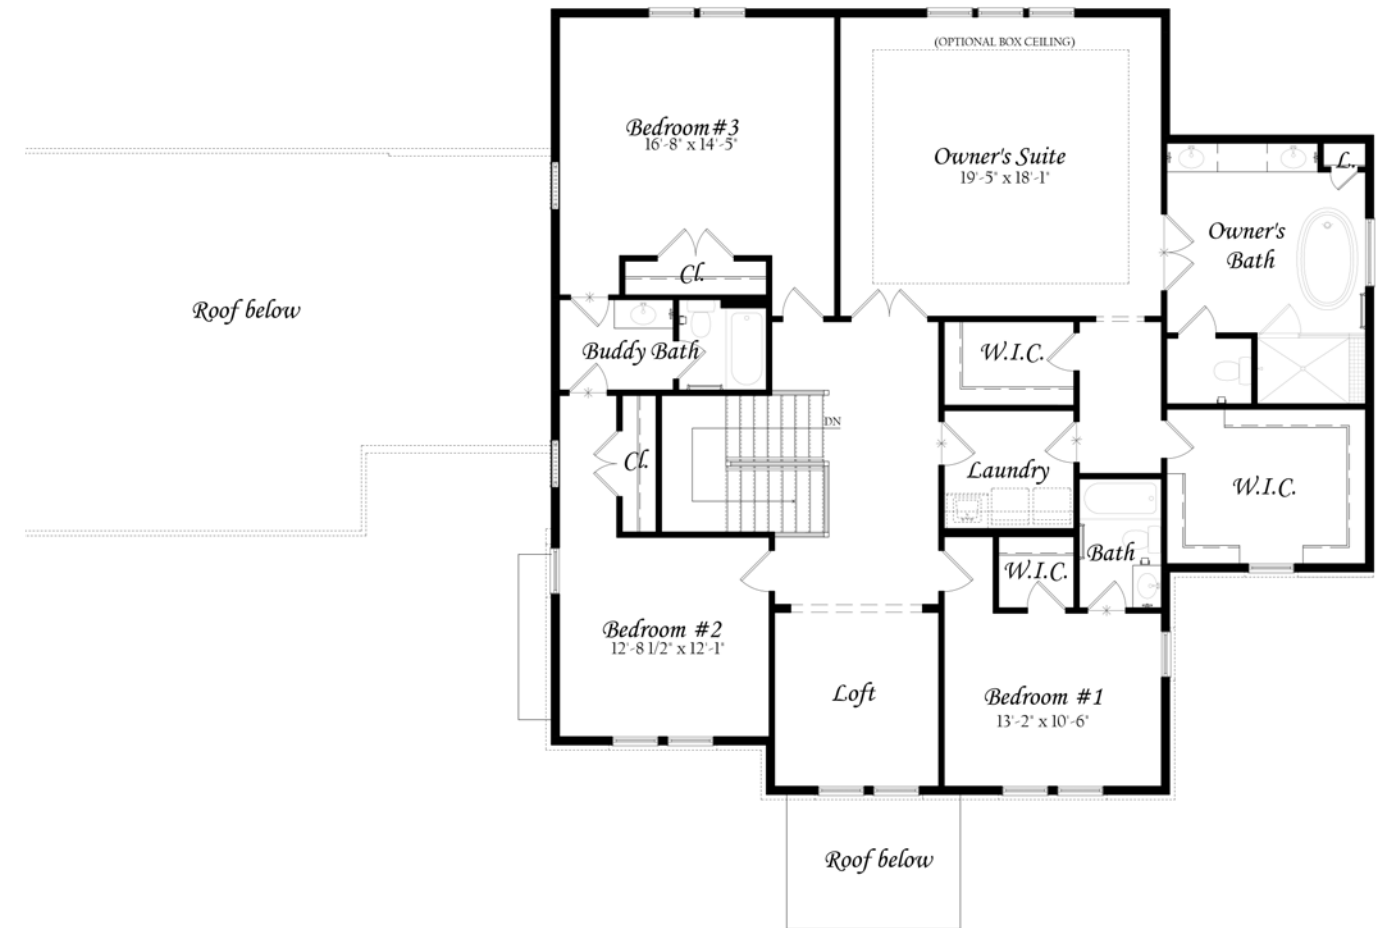 (OPTIONAL BOX CEILING)
Bedroom #3
16'-8" x 14'-5"
Owner's Suite
19'-5" x 18'-1"
L.
Owner's
Bath
Cl.
Roof below
Buddy Bath
W.I.C.
DN
Cl.
Laundry
W.I.C.
Bath
W.I.C.
Bedroom #2
12'-8 1/2" x 12'-1"
Loft
Bedroom #1
13'-2" x 10'-6"
Roof below